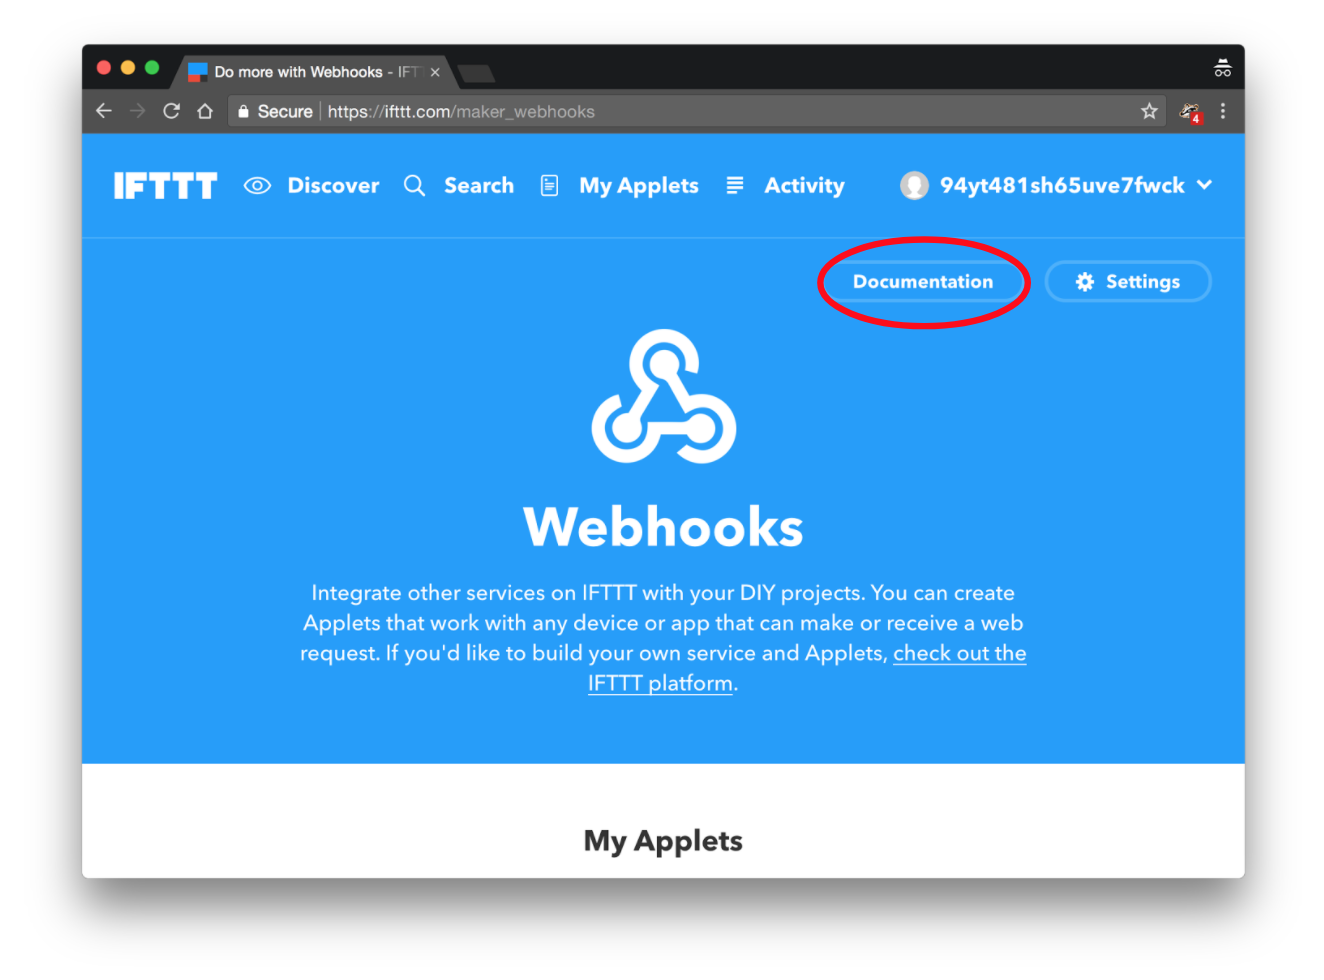 Do more with Webhooks - IFT
Secure https://ifttt.com/maker_webhooks
4
IFTTT Discover Search My Applets Activity 94yt481sh65uve7fwck
Documentation Settings
Webhooks
Integrate other services on IFTTT with your DIY projects. You can create
Applets that work with any device or app that can make or receive a web
request. If you'd like to build your own service and Applets, check out the
IFTTT platform.
My Applets